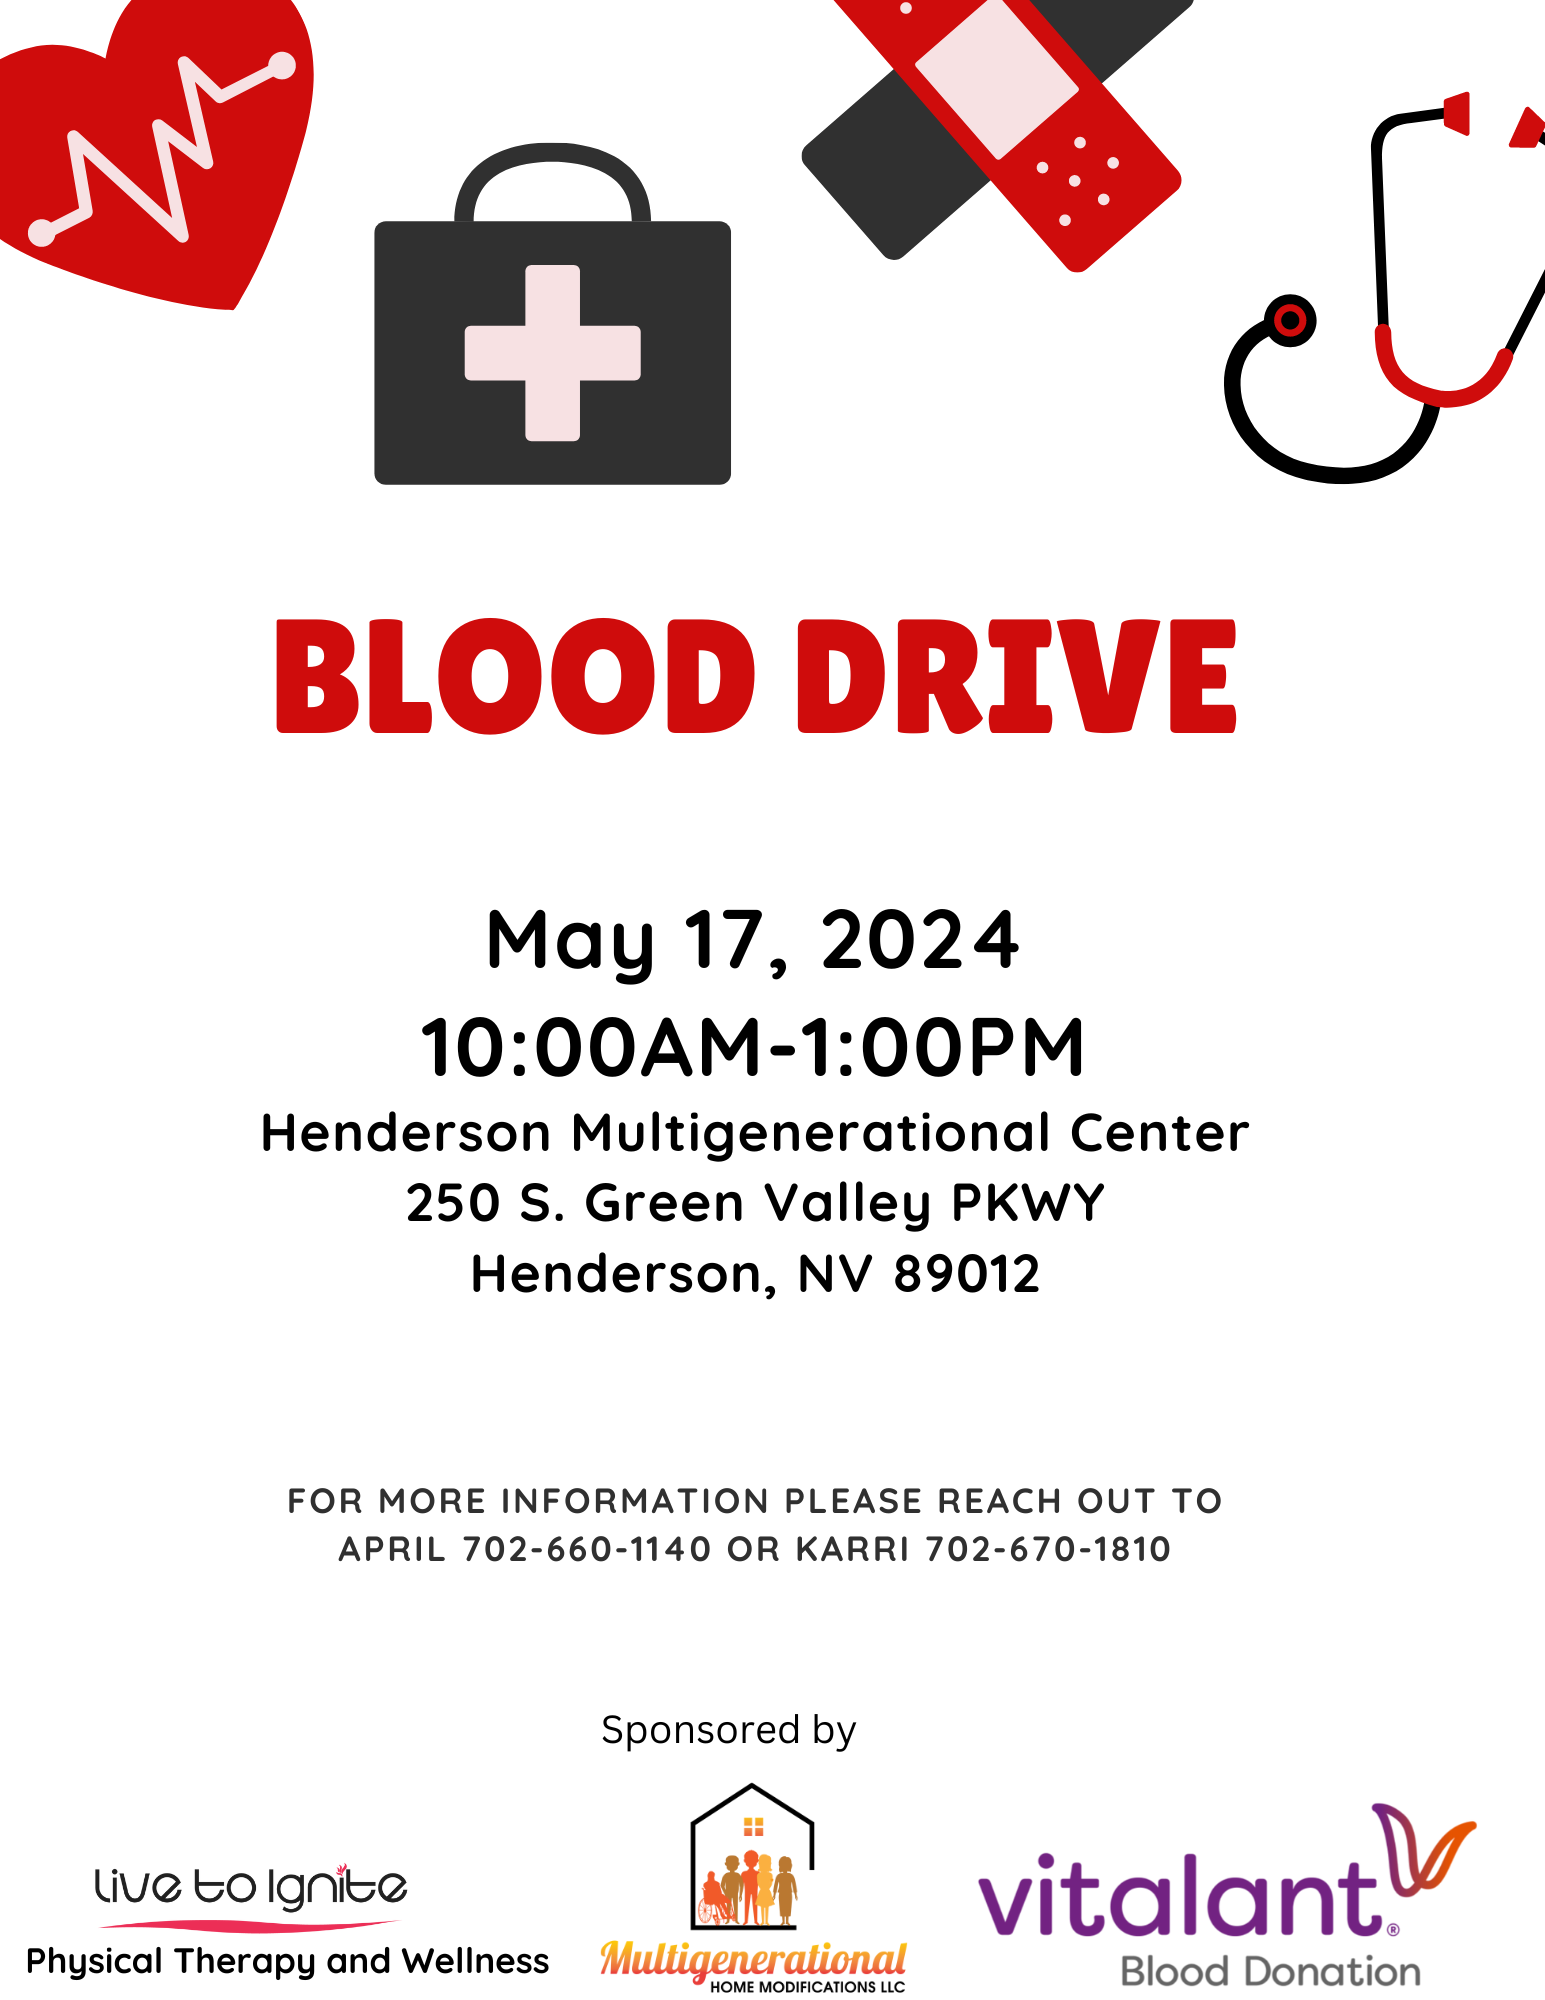 BLOOD DRIVE
May 17, 2024
10:00AM-1:00PM
Henderson Multigenerational Center
250 S. Green Valley PKWY
Henderson, NV 89012
FOR MORE INFORMATION PLEASE REACH OUT TO
APRIL 702-660-1140 OR KARRI 702-670-1810
Sponsored by
Live to Ignite
Physical Therapy and Wellness
Multigenerational
HOME MODIFICATIONS LLC
vitalant®
Blood Donation